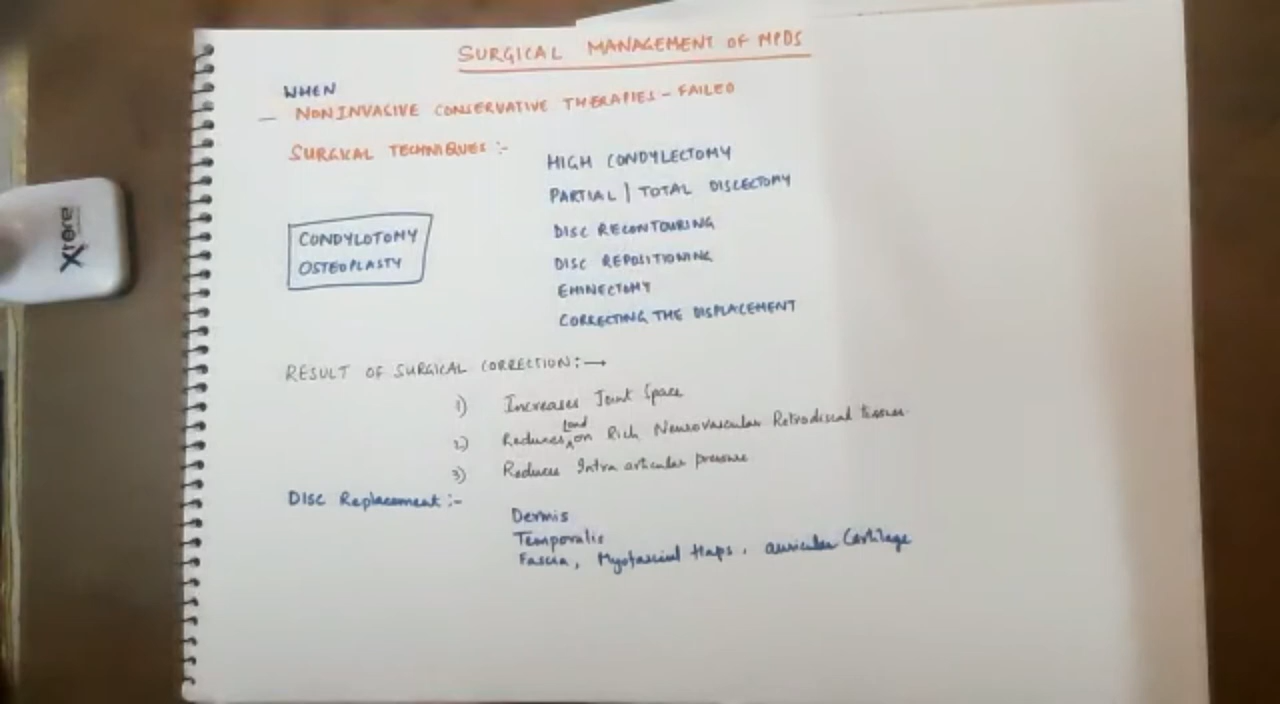 SURGICAL MANAGEMENT OF MPDS
WHEN
— NONINVASIVE CONSERVATIVE THERAPIES - FAILED
SURGICAL TECHNIQUES :-
HIGH CONDYLECTOMY
PARTIAL | TOTAL DISCECTOMY
DISC RECONTOURING
DISC REPOSITIONING
EMINECTOMY
CORRECTING THE DISPLACEMENT
CONDYLOTOMY
OSTEOPLASTY
RESULT OF SURGICAL CORRECTION :→
1) Increases Joint Space
2) Reduces load on Rich Neurovascular Retrodiscal tissues.
3) Reduces Intra articular pressure
Disc Replacement :-
Dermis
Temporalis
Fascia, Myofascial flaps, auricular Cartilage
Xtore